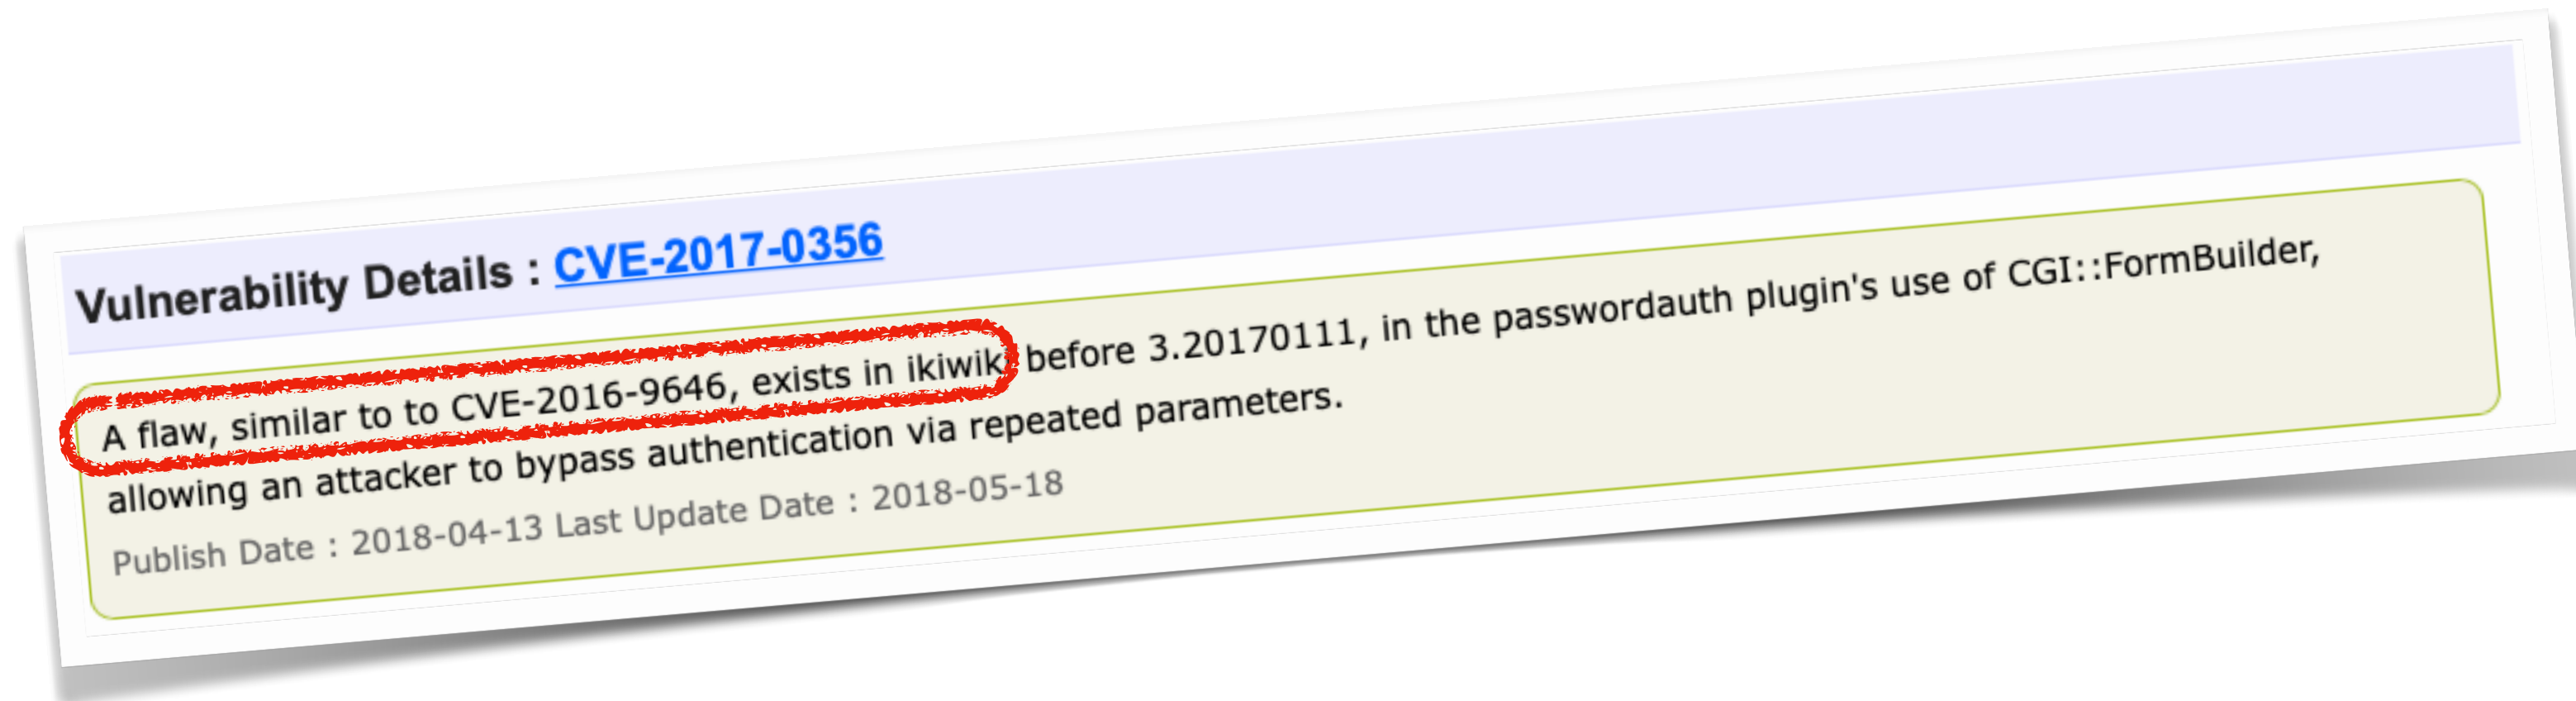 Vulnerability Details : CVE-2017-0356
A flaw, similar to to CVE-2016-9646, exists in ikiwiki before 3.20170111, in the passwordauth plugin's use of CGI::FormBuilder,
allowing an attacker to bypass authentication via repeated parameters.
Publish Date : 2018-04-13 Last Update Date : 2018-05-18